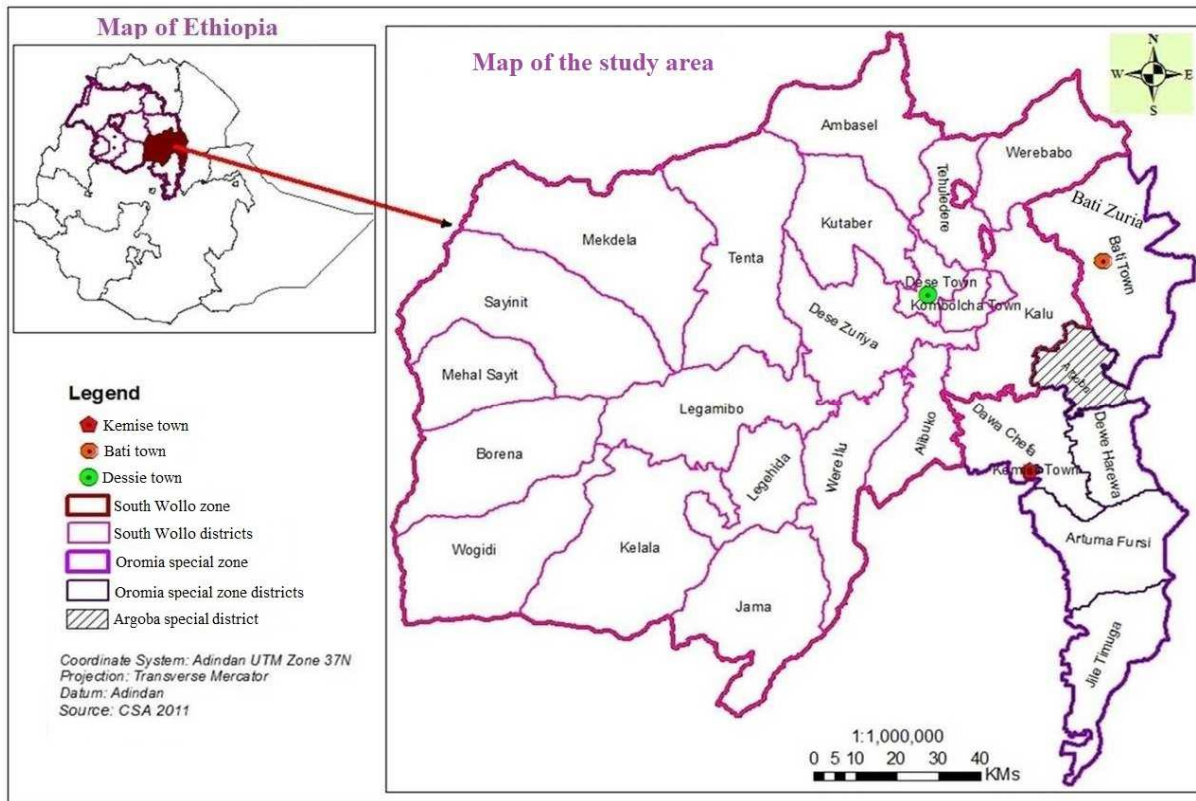 Map of Ethiopia
Map of the study area
N
W E
S
Ambasel
Werebabo
Tehuledere
Bati Zuria
Kutaber
Mekdela
Tenta
Bati Town
Dese Town
Kombolcha Town
Sayinit
Kalu
Dese Zuriya
Mehal Sayit
Argoba
Legamibo
Alibuko
Dawa Chefa
Dewe Harewa
Borena
Legehida
Were Ilu
Kemise Town
Wogidi
Kelala
Artuma Fursi
Jama
Jile Timuga
Legend
Kemise town
Bati town
Dessie town
South Wollo zone
South Wollo districts
Oromia special zone
Oromia special zone districts
Argoba special district
Coordinate System: Adindan UTM Zone 37N
Projection: Transverse Mercator
Datum: Adindan
Source: CSA 2011
1:1,000,000
0 5 10 20 30 40
KMs